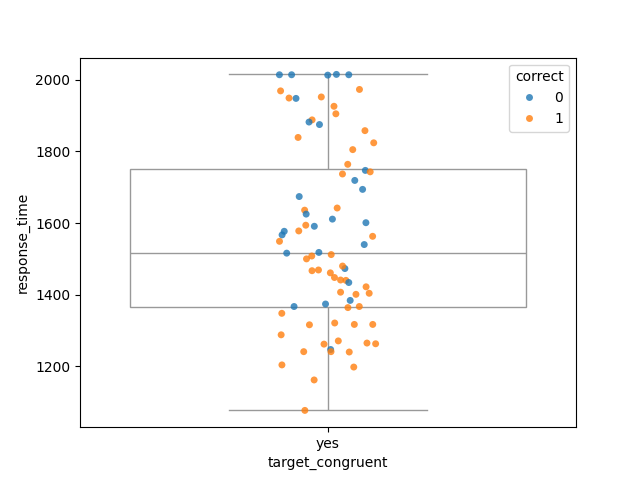 correct
0
1
2000
1800
1600
1400
1200
response_time
yes
target_congruent